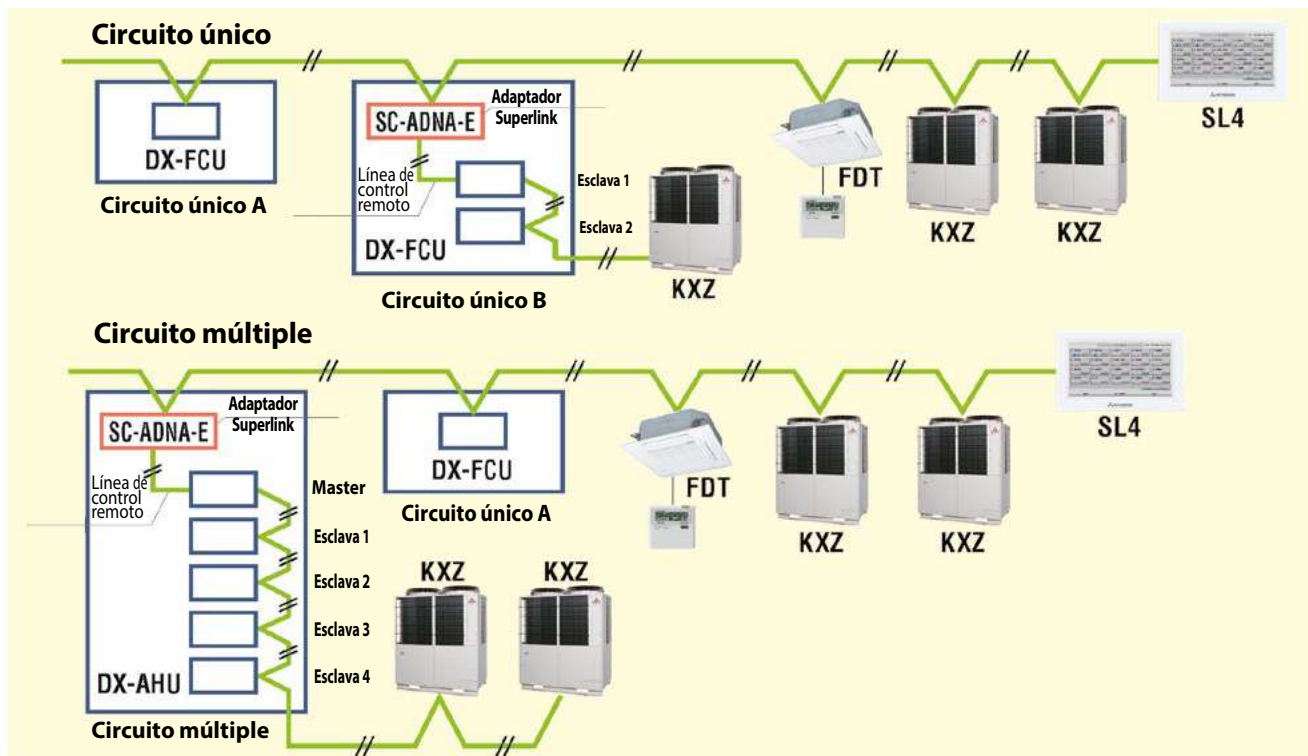 Circuito único
DX-FCU
Circuito único A
SC-ADNA-E
Adaptador
Superlink
Línea de
control
remoto
Esclava 1
Esclava 2
DX-FCU
Circuito único B
KXZ
FDT
KXZ
KXZ
SL4
Circuito múltiple
SC-ADNA-E
Adaptador
Superlink
Línea de
control
remoto
Master
Esclava 1
Esclava 2
Esclava 3
Esclava 4
DX-AHU
Circuito múltiple
DX-FCU
Circuito único A
KXZ
KXZ
FDT
KXZ
KXZ
SL4